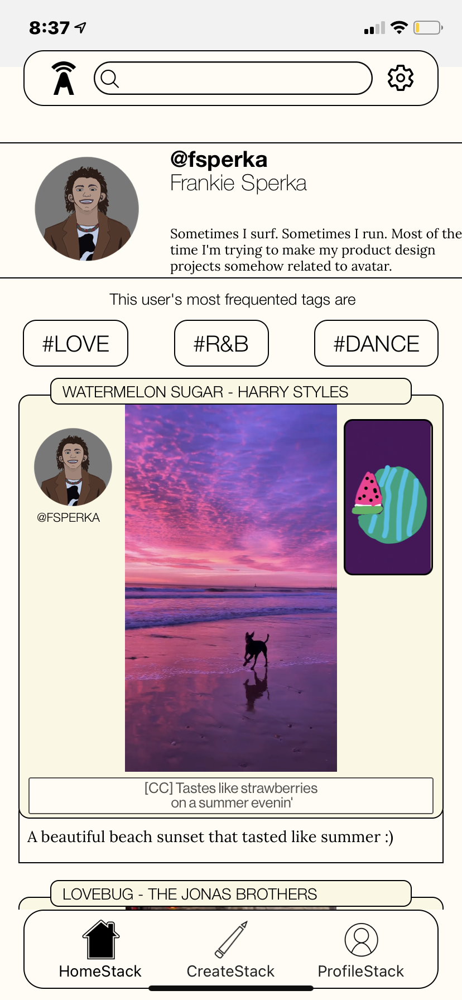 8:37
@fsperka
Frankie Sperka
Sometimes I surf. Sometimes I run. Most of the
time I'm trying to make my product design
projects somehow related to avatar.
This user's most frequented tags are
#LOVE
#R&B
#DANCE
WATERMELON SUGAR - HARRY STYLES
@FSPERKA
[CC] Tastes like strawberries
on a summer evenin'
A beautiful beach sunset that tasted like summer :)
LOVEBUG - THE JONAS BROTHERS
HomeStack
CreateStack
ProfileStack